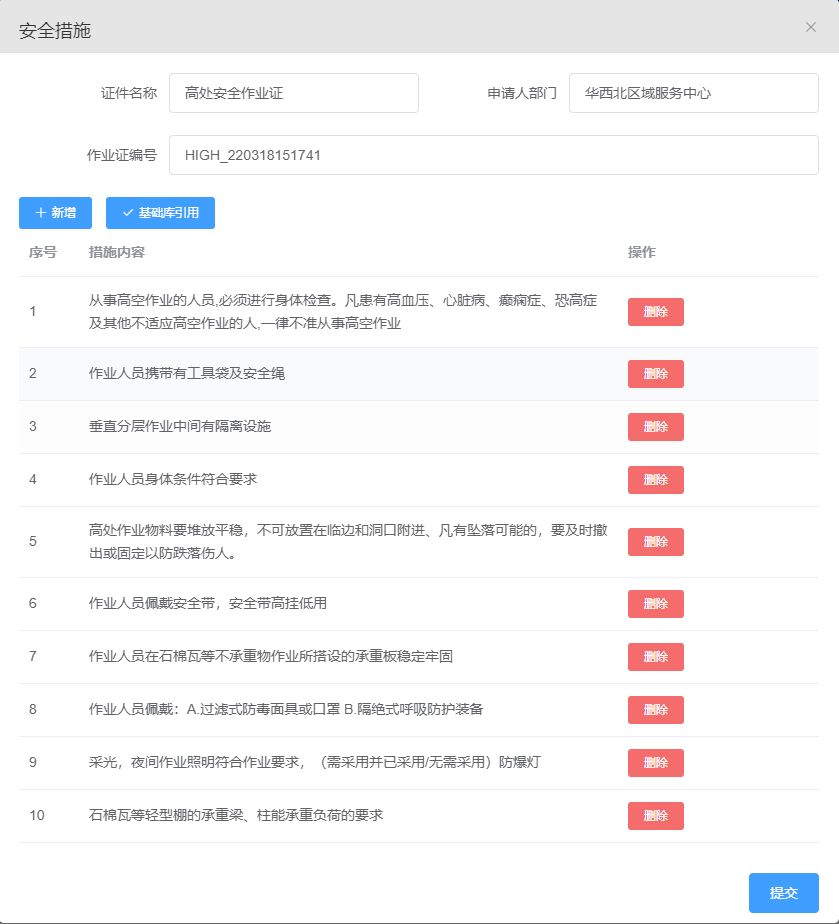 安全措施
证件名称 高处安全作业证 申请人部门 华西北区域服务中心
作业证编号 HIGH_220318151741
新增 基础库引用
序号 措施内容 操作
1 从事高空作业的人员,必须进行身体检查。凡患有高血压、心脏病、癫痫症、恐高症
及其他不适应高空作业的人,一律不准从事高空作业 删除
2 作业人员携带有工具袋及安全绳 删除
3 垂直分层作业中间有隔离设施 删除
4 作业人员身体条件符合要求 删除
5 高处作业物料要堆放平稳，不可放置在临边和洞口附进、凡有坠落可能的，要及时撤
出或固定以防跌落伤人。 删除
6 作业人员佩戴安全带，安全带高挂低用 删除
7 作业人员在石棉瓦等不承重物作业所搭设的承重板稳定牢固 删除
8 作业人员佩戴：A.过滤式防毒面具或口罩 B.隔绝式呼吸防护装备 删除
9 采光，夜间作业照明符合作业要求，（需采用并已采用/无需采用）防爆灯 删除
10 石棉瓦等轻型棚的承重梁、柱能承重负荷的要求 删除
提交